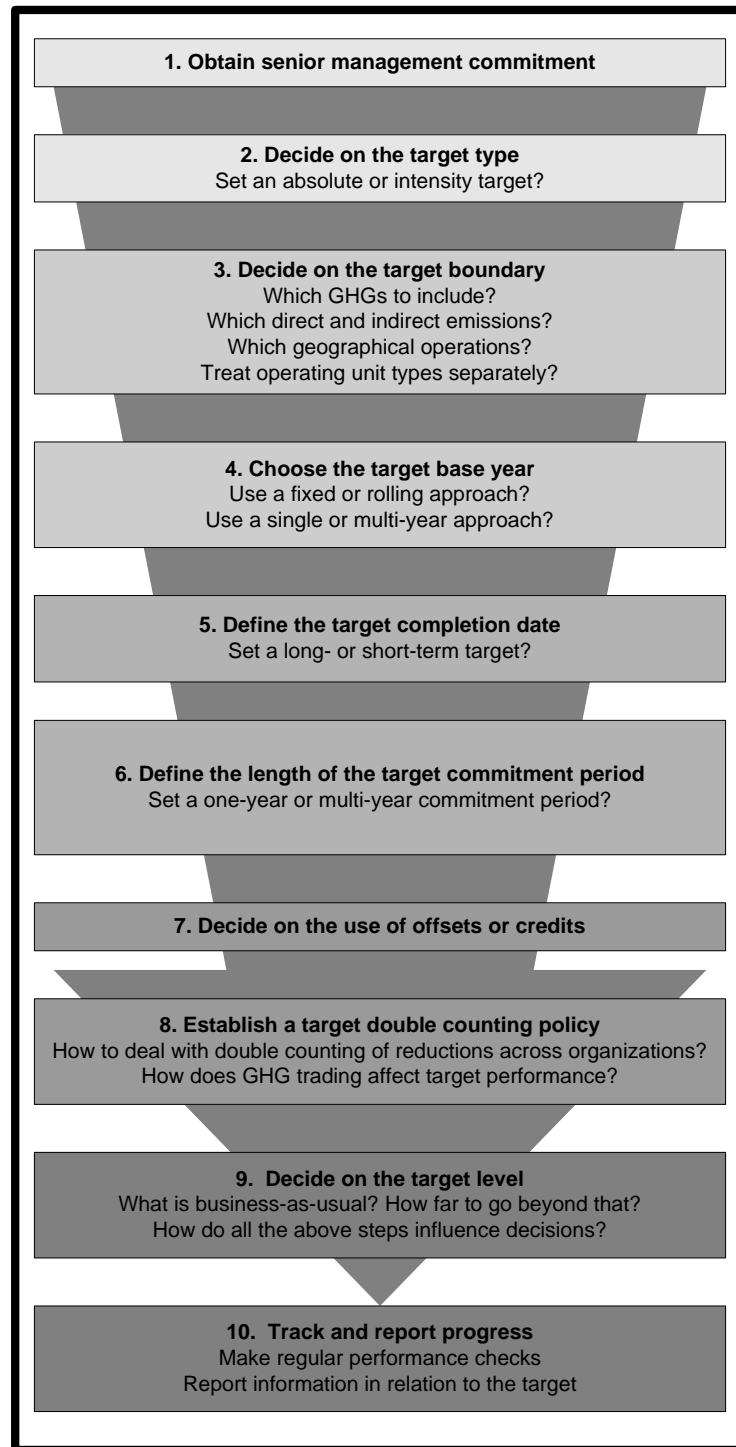 1. Obtain senior management commitment
2. Decide on the target type
Set an absolute or intensity target?
3. Decide on the target boundary
Which GHGs to include?
Which direct and indirect emissions?
Which geographical operations?
Treat operating unit types separately?
4. Choose the target base year
Use a fixed or rolling approach?
Use a single or multi-year approach?
5. Define the target completion date
Set a long- or short-term target?
6. Define the length of the target commitment period
Set a one-year or multi-year commitment period?
7. Decide on the use of offsets or credits
8. Establish a target double counting policy
How to deal with double counting of reductions across organizations?
How does GHG trading affect target performance?
9. Decide on the target level
What is business-as-usual? How far to go beyond that?
How do all the above steps influence decisions?
10. Track and report progress
Make regular performance checks
Report information in relation to the target